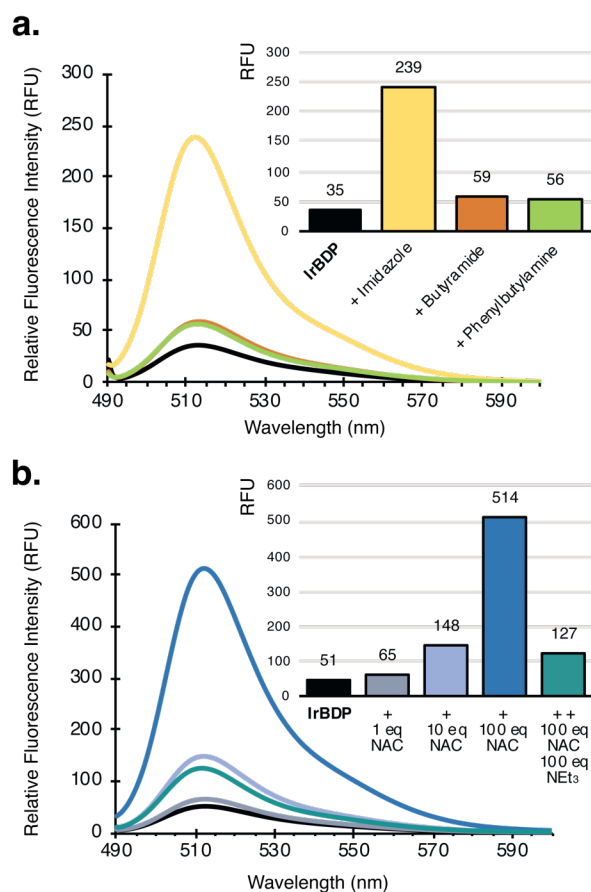 a.
Relative Fluorescence Intensity (RFU)
300
250
200
150
100
50
0
490
510
530
550
570
590
Wavelength (nm)
RFU
300
250
200
150
100
50
0
35
239
59
56
IrBDP
+ Imidazole
+ Butyramide
+ Phenylbutylamine
b.
Relative Fluorescence Intensity (RFU)
600
500
400
300
200
100
0
490
510
530
550
570
590
Wavelength (nm)
RFU
600
500
400
300
200
100
0
51
65
148
514
127
IrBDP
+
1 eq
NAC
+
10 eq
NAC
+
100 eq
NAC
+ +
100 eq
NAC
100 eq
NEt₃